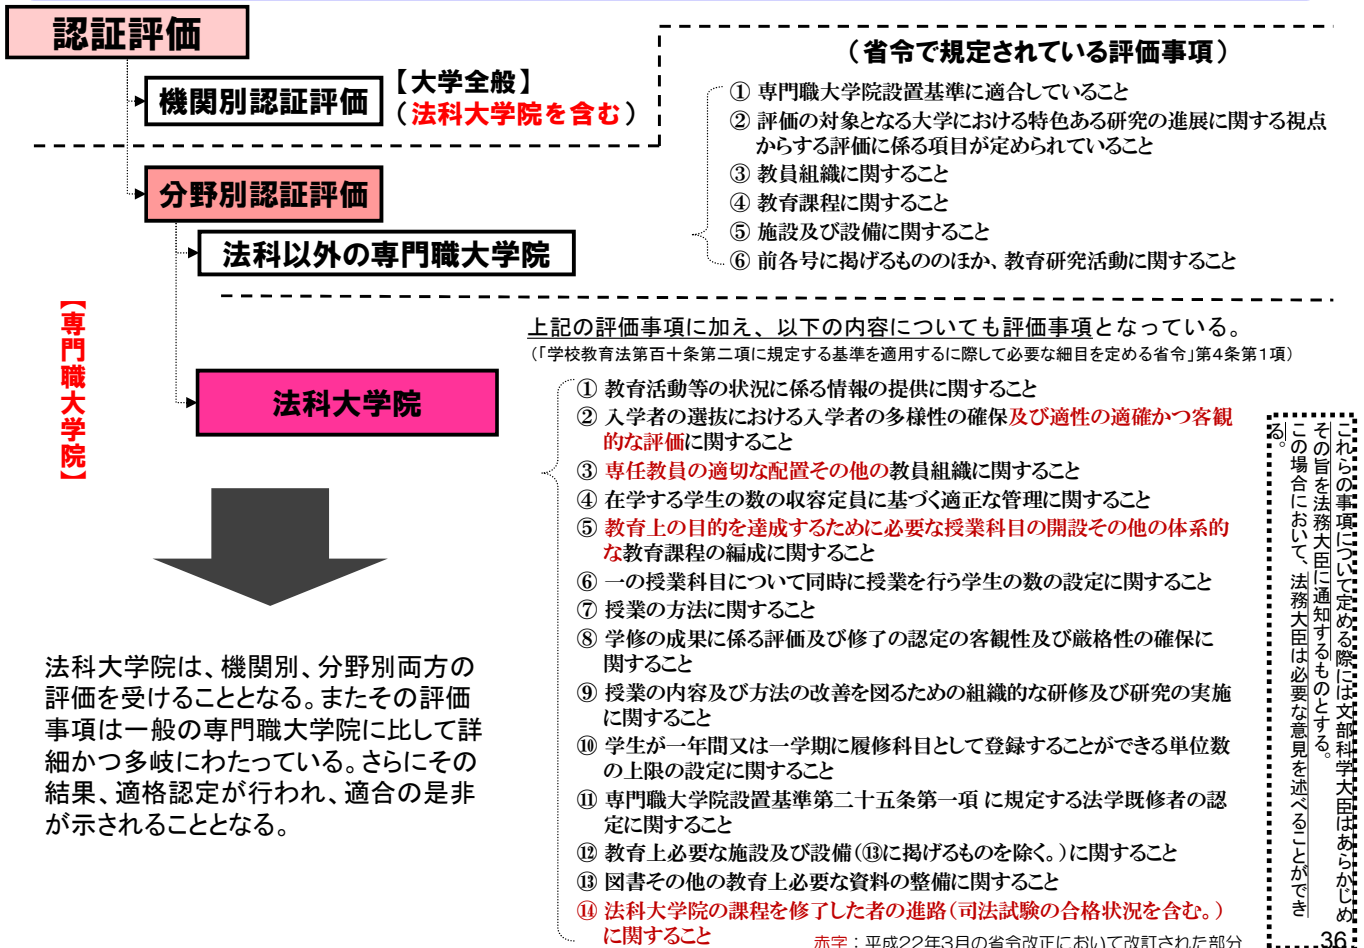 認証評価
機関別認証評価
【大学全般】
（法科大学院を含む）
（省令で規定されている評価事項）
① 専門職大学院設置基準に適合していること
② 評価の対象となる大学における特色ある研究の進展に関する視点
からする評価に係る項目が定められていること
③ 教員組織に関すること
④ 教育課程に関すること
⑤ 施設及び設備に関すること
⑥ 前各号に掲げるもののほか、教育研究活動に関すること
分野別認証評価
法科以外の専門職大学院
【専門職大学院】
上記の評価事項に加え、以下の内容についても評価事項となっている。
（「学校教育法第百十条第二項に規定する基準を適用するに際して必要な細目を定める省令」第4条第1項）
法科大学院
① 教育活動等の状況に係る情報の提供に関すること
② 入学者の選抜における入学者の多様性の確保及び適性の適確かつ客観
的な評価に関すること
③ 専任教員の適切な配置その他の教員組織に関すること
④ 在学する学生の数の収容定員に基づく適正な管理に関すること
⑤ 教育上の目的を達成するために必要な授業科目の開設その他の体系的
な教育課程の編成に関すること
⑥ 一の授業科目について同時に授業を行う学生の数の設定に関すること
⑦ 授業の方法に関すること
⑧ 学修の成果に係る評価及び修了の認定の客観性及び厳格性の確保に
関すること
⑨ 授業の内容及び方法の改善を図るための組織的な研修及び研究の実施
に関すること
⑩ 学生が一年間又は一学期に履修科目として登録することができる単位数
の上限の設定に関すること
⑪ 専門職大学院設置基準第二十五条第一項 に規定する法学既修者の認
定に関すること
⑫ 教育上必要な施設及び設備（⑬に掲げるものを除く。）に関すること
⑬ 図書その他の教育上必要な資料の整備に関すること
⑭ 法科大学院の課程を修了した者の進路（司法試験の合格状況を含む。）
に関すること
赤字：平成22年3月の省令改正において改訂された部分
これらの事項について定める際には文部科学大臣はあらかじめ
その旨を法務大臣に通知するものとする。
この場合において、法務大臣は必要な意見を述べることができ
る。
法科大学院は、機関別、分野別両方の
評価を受けることとなる。またその評価
事項は一般の専門職大学院に比して詳
細かつ多岐にわたっている。さらにその
結果、適格認定が行われ、適合の是非
が示されることとなる。
36